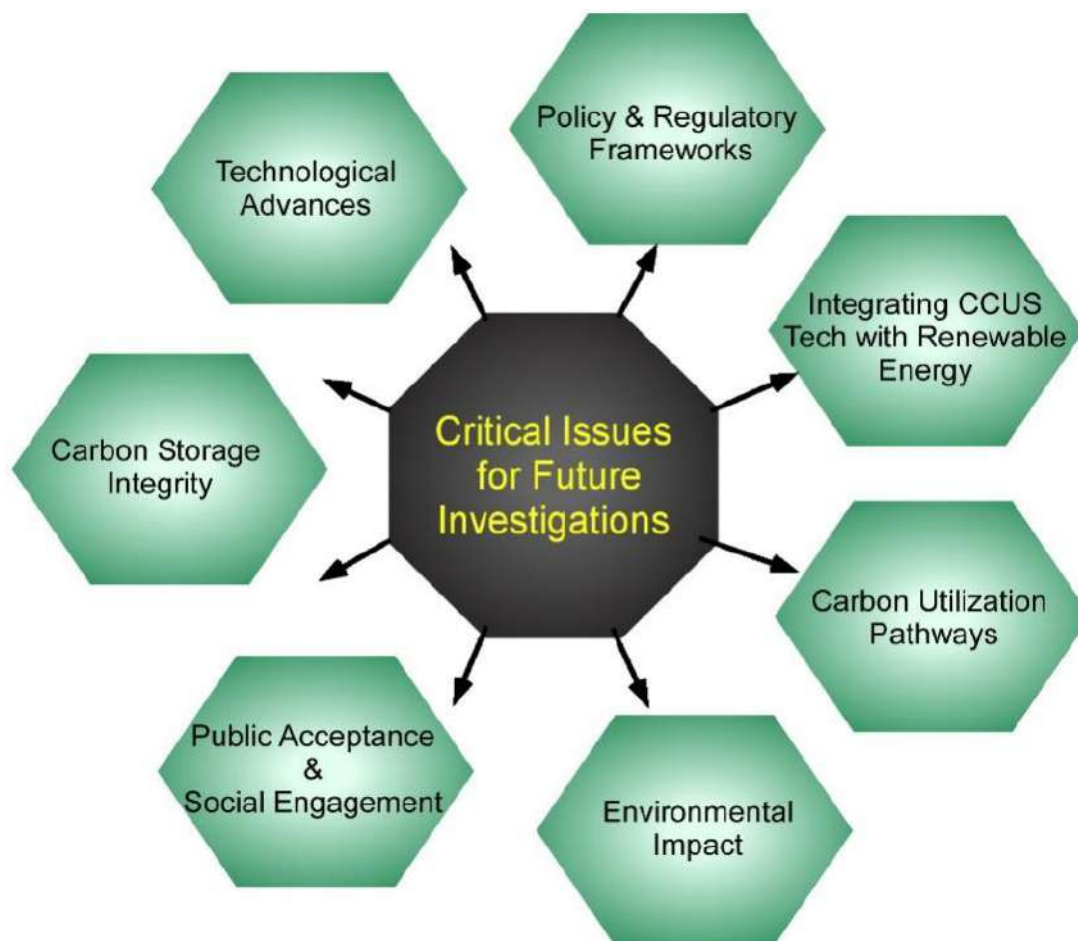 Policy & Regulatory
Frameworks
Technological
Advances
Integrating CCUS
Tech with Renewable
Energy
Critical Issues
for Future
Investigations
Carbon Storage
Integrity
Carbon Utilization
Pathways
Public Acceptance
&
Social Engagement
Environmental
Impact